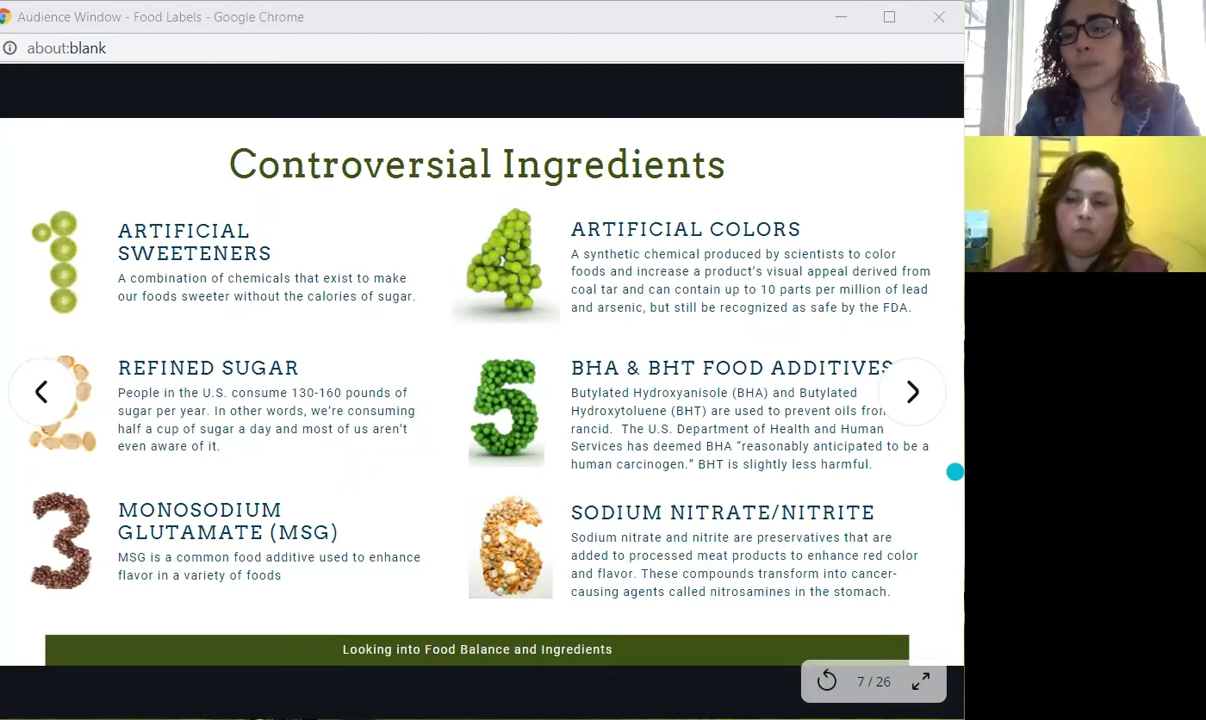 Audience Window - Food Labels - Google Chrome
about:blank
Controversial Ingredients
ARTIFICIAL
SWEETENERS
A combination of chemicals that exist to make
our foods sweeter without the calories of sugar.
REFINED SUGAR
People in the U.S. consume 130-160 pounds of
sugar per year. In other words, we're consuming
half a cup of sugar a day and most of us aren't
even aware of it.
MONOSODIUM
GLUTAMATE (MSG)
MSG is a common food additive used to enhance
flavor in a variety of foods
ARTIFICIAL COLORS
A synthetic chemical produced by scientists to color
foods and increase a product's visual appeal derived from
coal tar and can contain up to 10 parts per million of lead
and arsenic, but still be recognized as safe by the FDA.
BHA & BHT FOOD ADDITIVES
Butylated Hydroxyanisole (BHA) and Butylated
Hydroxytoluene (BHT) are used to prevent oils from
rancid. The U.S. Department of Health and Human
Services has deemed BHA "reasonably anticipated to be a
human carcinogen." BHT is slightly less harmful.
SODIUM NITRATE/NITRITE
Sodium nitrate and nitrite are preservatives that are
added to processed meat products to enhance red color
and flavor. These compounds transform into cancer-
causing agents called nitrosamines in the stomach.
1
2
3
4
5
6
Looking into Food Balance and Ingredients
7 / 26